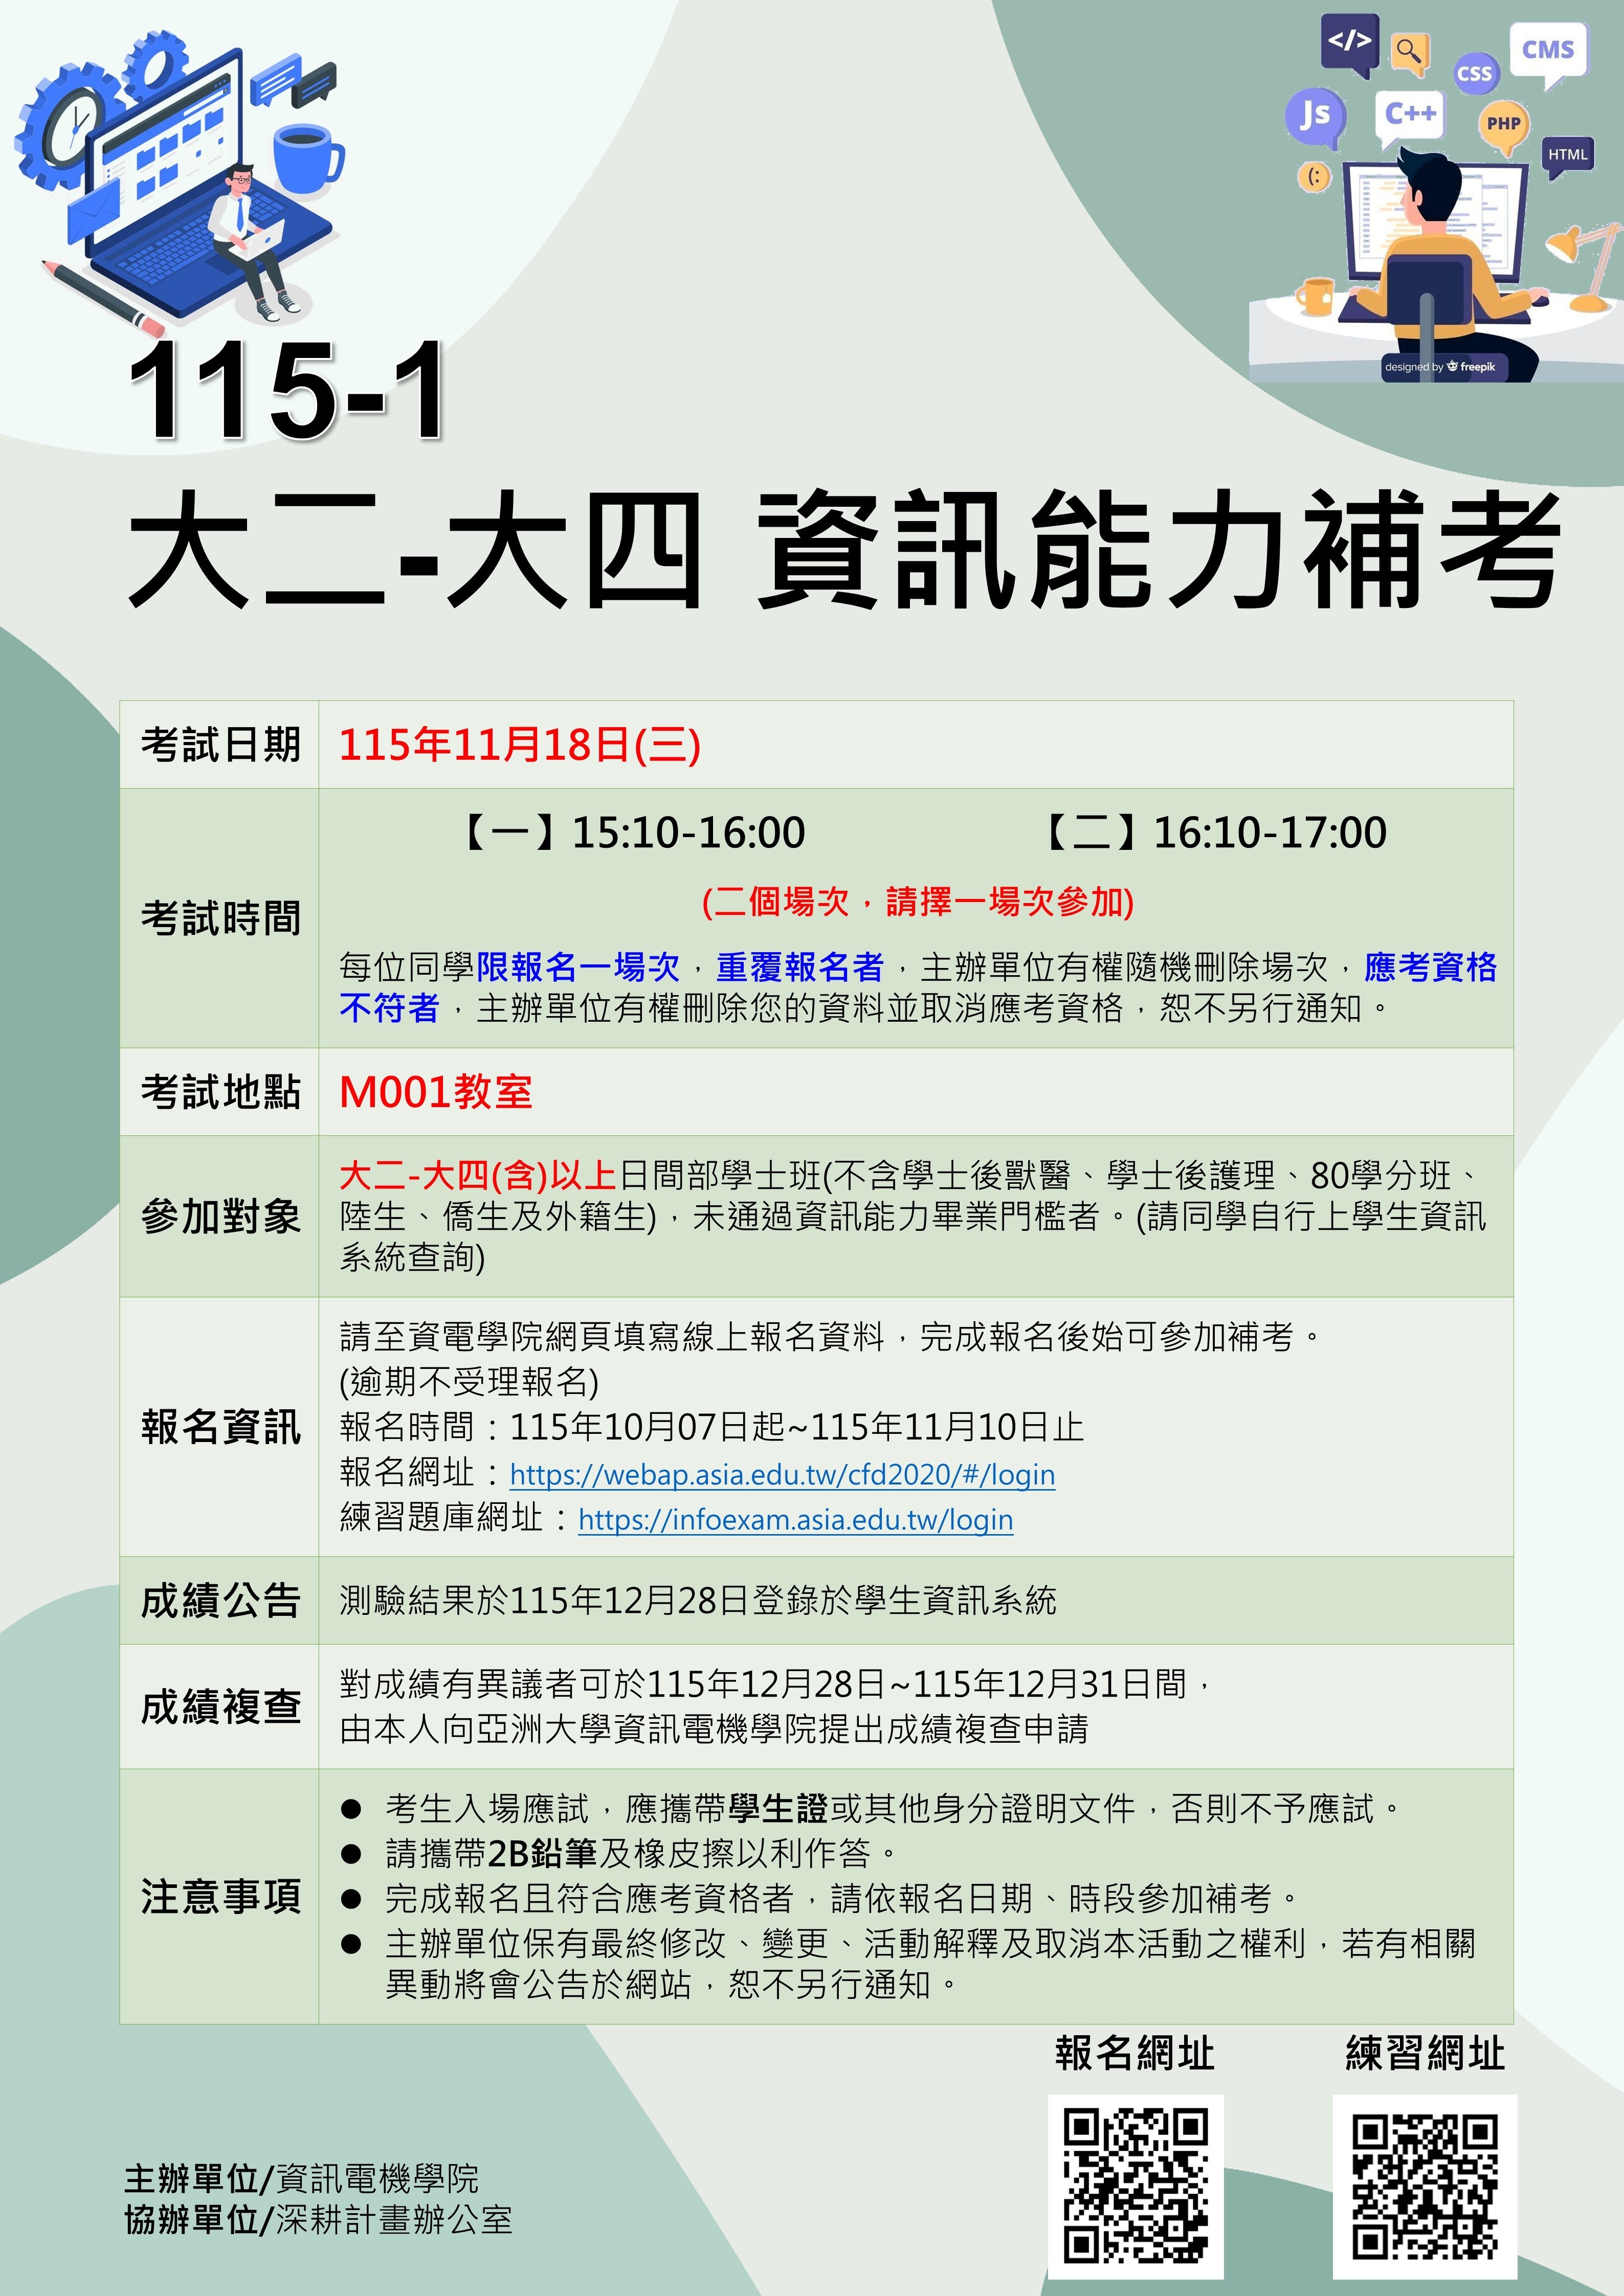 </>
CMS
CSS
Js
C++
PHP
HTML
(:
designed by freepik
115-1
大二-大四 資訊能力補考
考試日期
115年11月18日(三)
考試時間
【一】15:10-16:00 【二】16:10-17:00
(二個場次，請擇一場次參加)
每位同學限報名一場次，重覆報名者，主辦單位有權隨機刪除場次，應考資格
不符者，主辦單位有權刪除您的資料並取消應考資格，恕不另行通知。
考試地點
M001教室
參加對象
大二-大四(含)以上日間部學士班(不含學士後獸醫、學士後護理、80學分班、
陸生、僑生及外籍生)，未通過資訊能力畢業門檻者。(請同學自行上學生資訊
系統查詢)
報名資訊
請至資電學院網頁填寫線上報名資料，完成報名後始可參加補考。
(逾期不受理報名)
報名時間：115年10月07日起~115年11月10日止
報名網址：https://webap.asia.edu.tw/cfd2020/#/login
練習題庫網址：https://infoexam.asia.edu.tw/login
成績公告
測驗結果於115年12月28日登錄於學生資訊系統
成績複查
對成績有異議者可於115年12月28日~115年12月31日間，
由本人向亞洲大學資訊電機學院提出成績複查申請
注意事項
● 考生入場應試，應攜帶學生證或其他身分證明文件，否則不予應試。
● 請攜帶2B鉛筆及橡皮擦以利作答。
● 完成報名且符合應考資格者，請依報名日期、時段參加補考。
● 主辦單位保有最終修改、變更、活動解釋及取消本活動之權利，若有相關
異動將會公告於網站，恕不另行通知。
報名網址 練習網址
主辦單位/資訊電機學院
協辦單位/深耕計畫辦公室